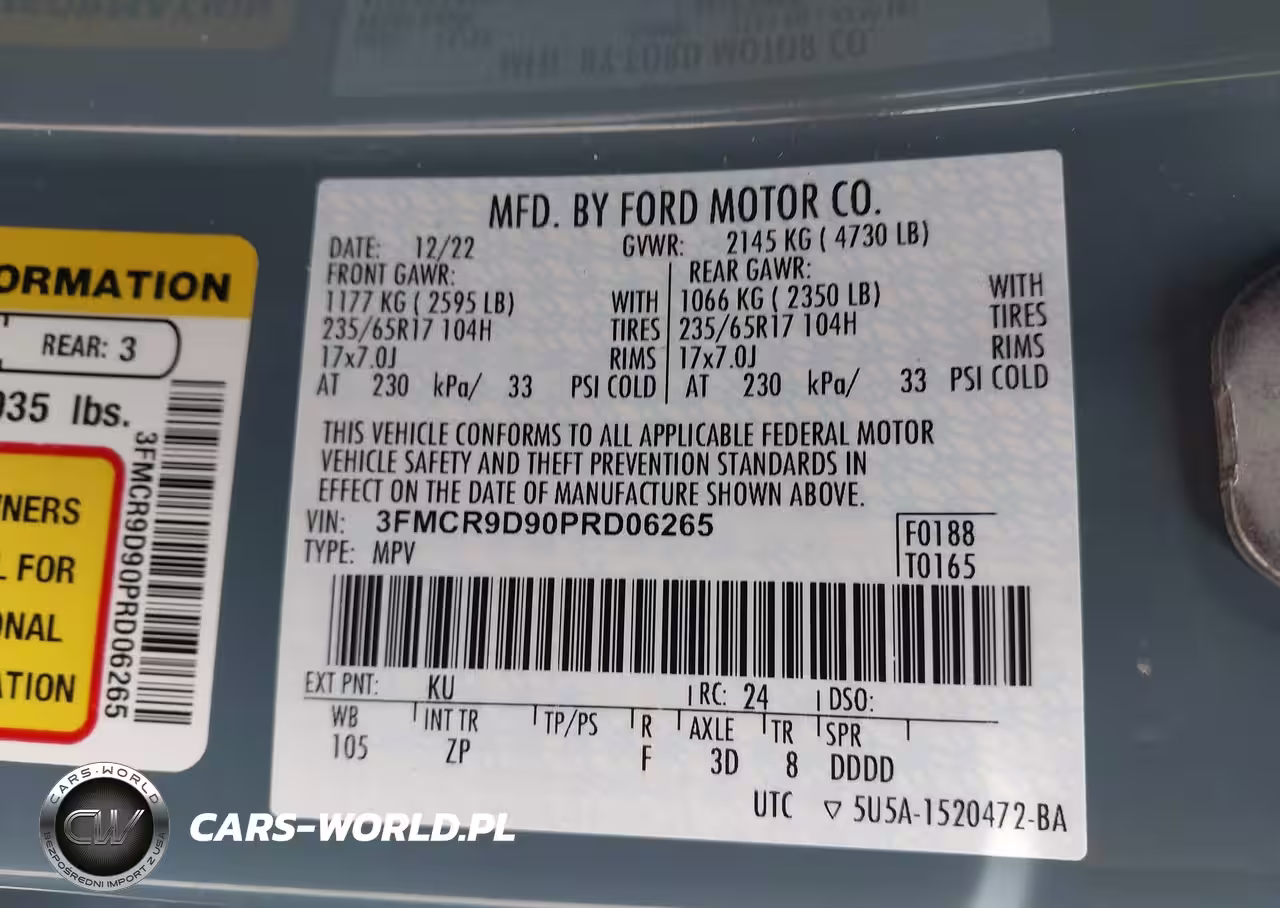 MFD. BY FORD MOTOR CO.
DATE: 12/22 GVWR: 2145 KG ( 4730 LB)
FRONT GAWR: REAR GAWR:
1177 KG ( 2595 LB) WITH 1066 KG ( 2350 LB) WITH
235/65R17 104H TIRES 235/65R17 104H TIRES
17x7.0J RIMS 17x7.0J RIMS
AT 230 kPa/ 33 PSI COLD AT 230 kPa/ 33 PSI COLD
THIS VEHICLE CONFORMS TO ALL APPLICABLE FEDERAL MOTOR
VEHICLE SAFETY AND THEFT PREVENTION STANDARDS IN
EFFECT ON THE DATE OF MANUFACTURE SHOWN ABOVE.
VIN: 3FMCR9D90PRD06265
F0188
TYPE: MPV
T0165
EXT PNT: KU RC: 24 DSO:
WB INT TR TP/PS R AXLE TR SPR
105 ZP F 3D 8 DDDD
UTC ▽ 5U5A-1520472-BA
ORMATION
REAR: 3
035 lbs.
3FMCR9D90PRD06265
NERS
L FOR
ONAL
ATION
CARS-WORLD
CW
BEZPOŚREDNI IMPORT Z USA
CARS-WORLD.PL